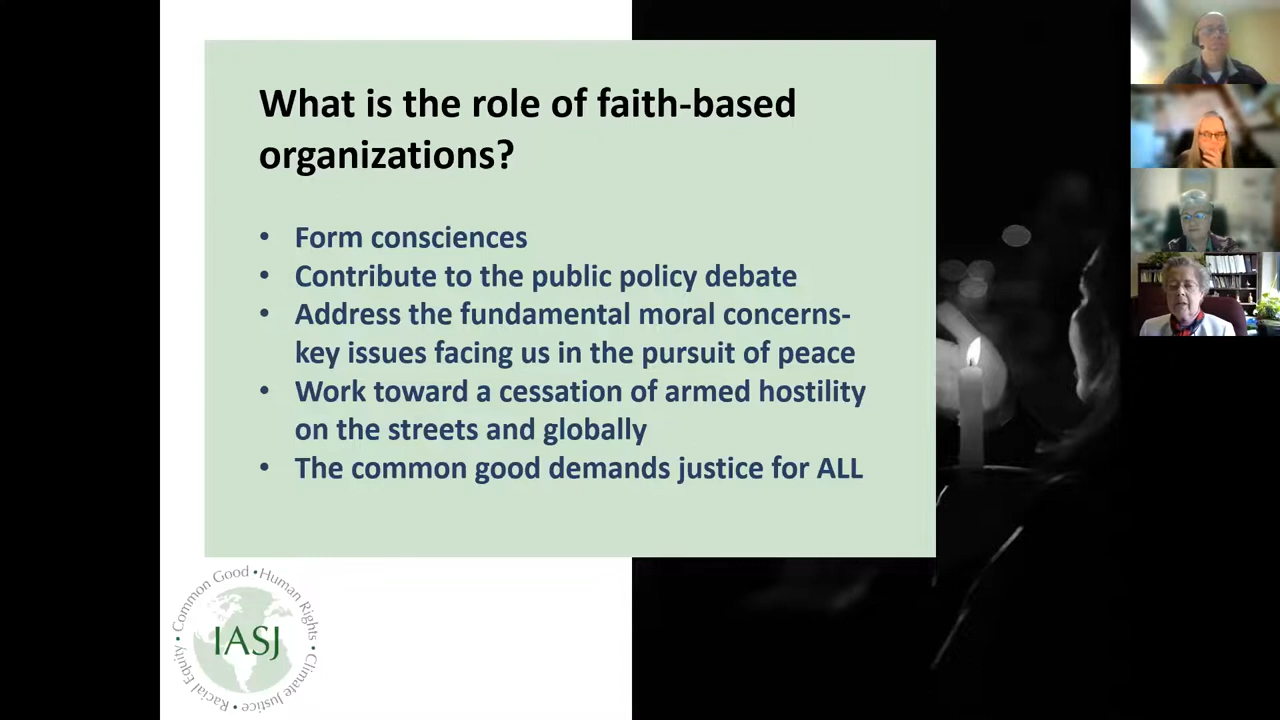 What is the role of faith-based
organizations?
• Form consciences
• Contribute to the public policy debate
• Address the fundamental moral concerns-
key issues facing us in the pursuit of peace
• Work toward a cessation of armed hostility
on the streets and globally
• The common good demands justice for ALL
Common Good • Human Rights • Climate Justice • Racial Equity •
IASJ